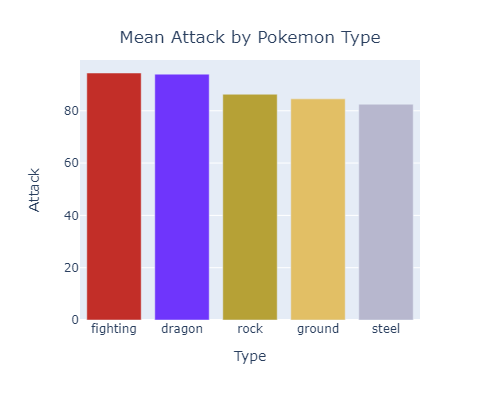 Mean Attack by Pokemon Type
Attack
80
60
40
20
0
fighting dragon rock ground steel
Type